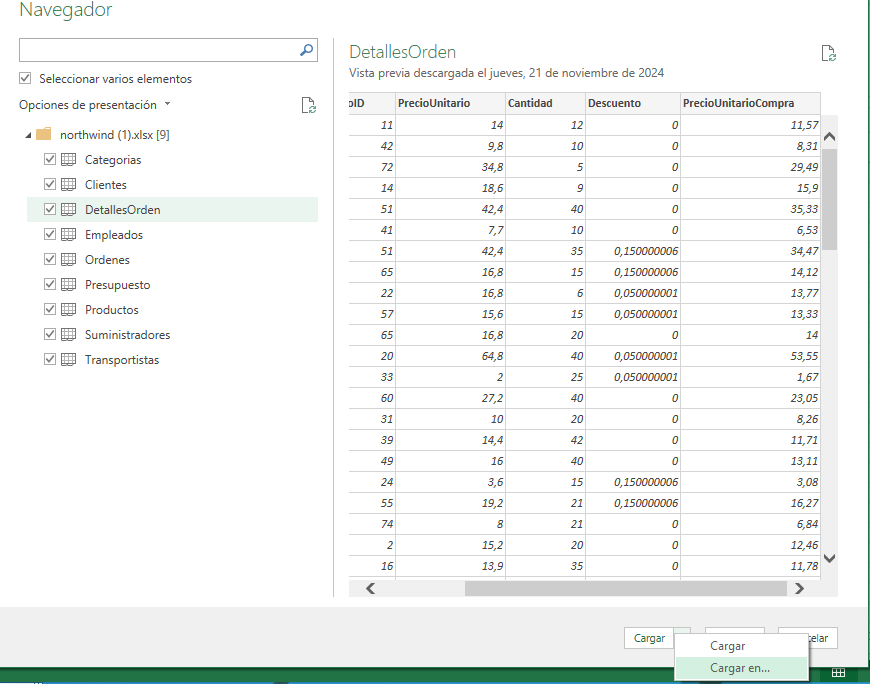 Navegador
Seleccionar varios elementos
Opciones de presentación
northwind (1).xlsx [9]
Categorias
Clientes
DetallesOrden
Empleados
Ordenes
Presupuesto
Productos
Suministradores
Transportistas
DetallesOrden
Vista previa descargada el jueves, 21 de noviembre de 2024
oID PrecioUnitario Cantidad Descuento PrecioUnitarioCompra
11 14 12 0 11,57
42 9,8 10 0 8,31
72 34,8 5 0 29,49
14 18,6 9 0 15,9
51 42,4 40 0 35,33
41 7,7 10 0 6,53
51 42,4 35 0,150000006 34,47
65 16,8 15 0,150000006 14,12
22 16,8 6 0,050000001 13,77
57 15,6 15 0,050000001 13,33
65 16,8 20 0 14
20 64,8 40 0,050000001 53,55
33 2 25 0,050000001 1,67
60 27,2 40 0 23,05
31 10 20 0 8,26
39 14,4 42 0 11,71
49 16 40 0 13,11
24 3,6 15 0,150000006 3,08
55 19,2 21 0,150000006 16,27
74 8 21 0 6,84
2 15,2 20 0 12,46
16 13,9 35 0 11,78
Cargar elar
Cargar
Cargar en...